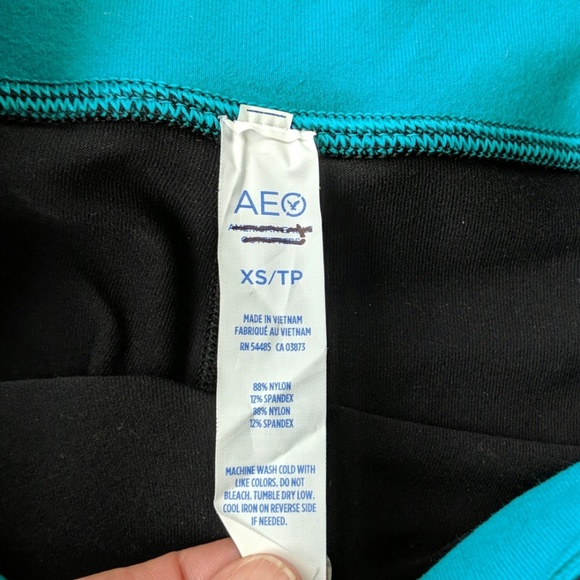 AEO
XS/TP
MADE IN VIETNAM
FABRIQUÉ AU VIETNAM
RN 54485 CA 03873
88% NYLON
12% SPANDEX
88% NYLON
12% SPANDEX
MACHINE WASH COLD WITH
LIKE COLORS. DO NOT
BLEACH. TUMBLE DRY LOW.
COOL IRON ON REVERSE SIDE
IF NEEDED.